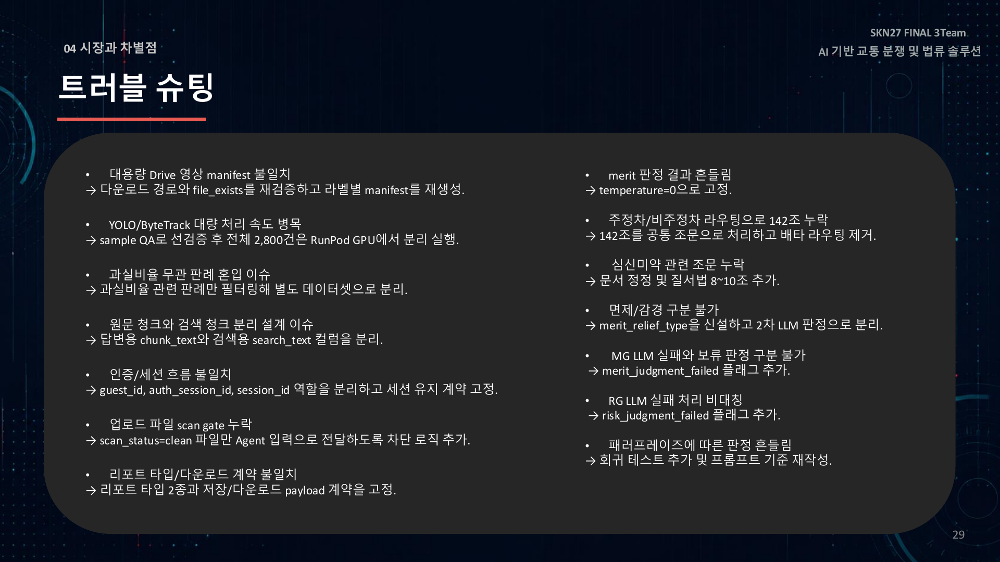 04 시장과 차별점
SKN27 FINAL 3Team
AI 기반 교통 분쟁 및 법류 솔루션
트러블 슈팅
• 대용량 Drive 영상 manifest 불일치
→ 다운로드 경로와 file_exists를 재검증하고 라벨별 manifest를 재생성.
• YOLO/ByteTrack 대량 처리 속도 병목
→ sample QA로 선검증 후 전체 2,800건은 RunPod GPU에서 분리 실행.
• 과실비율 무관 판례 혼입 이슈
→ 과실비율 관련 판례만 필터링해 별도 데이터셋으로 분리.
• 원문 청크와 검색 청크 분리 설계 이슈
→ 답변용 chunk_text와 검색용 search_text 컬럼을 분리.
• 인증/세션 흐름 불일치
→ guest_id, auth_session_id, session_id 역할을 분리하고 세션 유지 계약 고정.
• 업로드 파일 scan gate 누락
→ scan_status=clean 파일만 Agent 입력으로 전달하도록 차단 로직 추가.
• 리포트 타입/다운로드 계약 불일치
→ 리포트 타입 2종과 저장/다운로드 payload 계약을 고정.
• merit 판정 결과 흔들림
→ temperature=0으로 고정.
• 주정차/비주정차 라우팅으로 142조 누락
→ 142조를 공통 조문으로 처리하고 배타 라우팅 제거.
• 심신미약 관련 조문 누락
→ 문서 정정 및 질서법 8~10조 추가.
• 면제/감경 구분 불가
→ merit_relief_type을 신설하고 2차 LLM 판정으로 분리.
• MG LLM 실패와 보류 판정 구분 불가
→ merit_judgment_failed 플래그 추가.
• RG LLM 실패 처리 비대칭
→ risk_judgment_failed 플래그 추가.
• 패러프레이즈에 따른 판정 흔들림
→ 회귀 테스트 추가 및 프롬프트 기준 재작성.
29